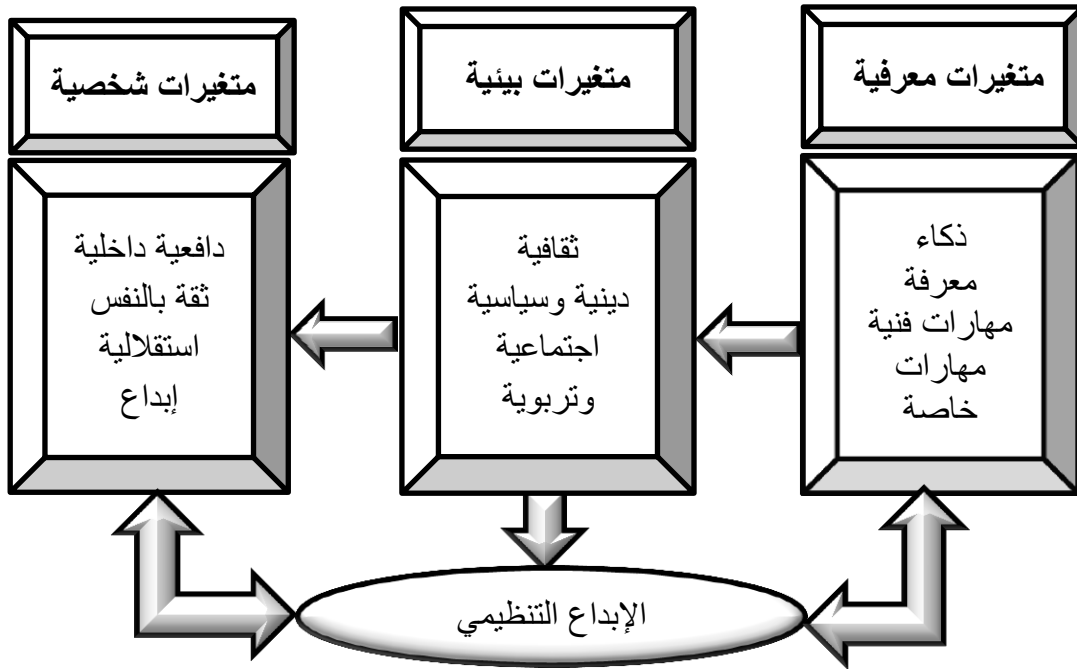 متغيرات معرفية
متغيرات بيئية
متغيرات شخصية
ذكاء
معرفة
مهارات فنية
مهارات
خاصة
ثقافية
دينية وسياسية
اجتماعية
وتربوية
دافعية داخلية
ثقة بالنفس
استقلالية
إبداع
الإبداع التنظيمي